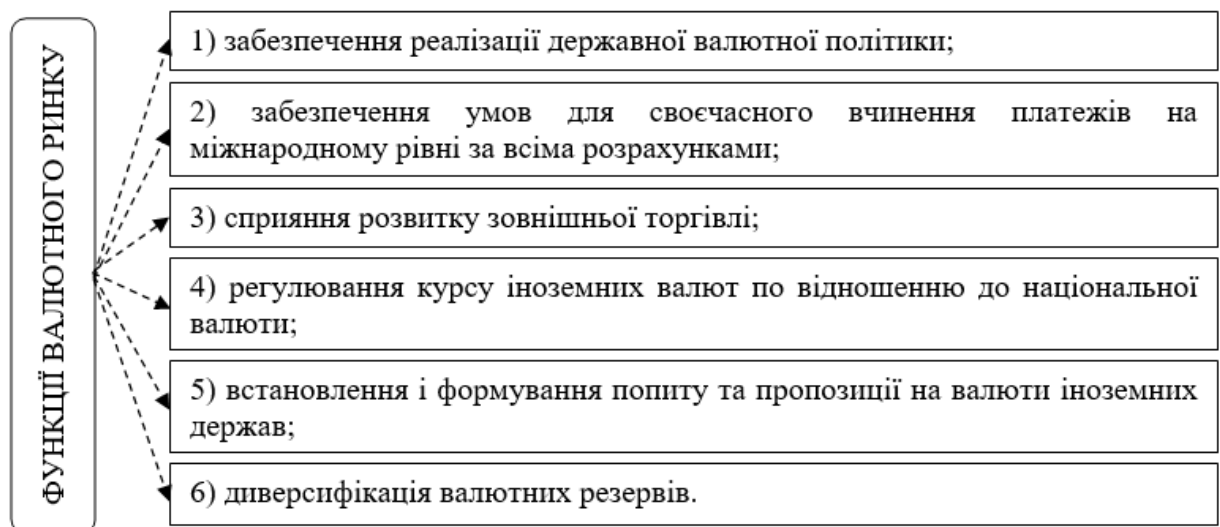 ФУНКЦІЇ ВАЛЮТНОГО РИНКУ
1) забезпечення реалізації державної валютної політики;
2) забезпечення умов для своєчасного вчинення платежів на
міжнародному рівні за всіма розрахунками;
3) сприяння розвитку зовнішньої торгівлі;
4) регулювання курсу іноземних валют по відношенню до національної
валюти;
5) встановлення і формування попиту та пропозиції на валюти іноземних
держав;
6) диверсифікація валютних резервів.